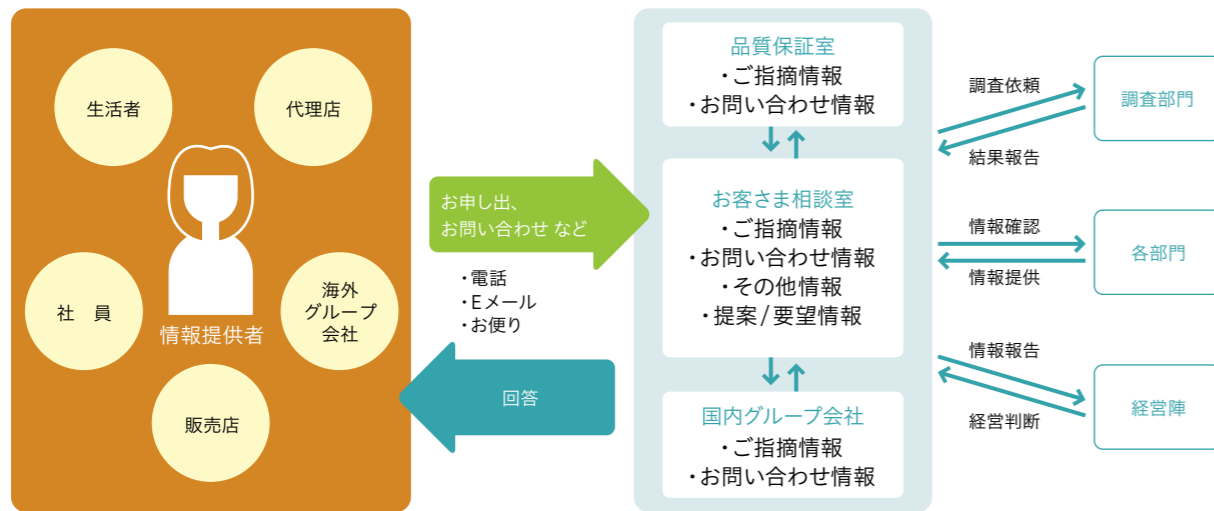 生活者
代理店
社　員
海外
グループ
会社
情報提供者
販売店
お申し出、
お問い合わせ など
・電話
・Eメール
・お便り
回答
品質保証室
・ご指摘情報
・お問い合わせ情報
お客さま相談室
・ご指摘情報
・お問い合わせ情報
・その他情報
・提案/要望情報
国内グループ会社
・ご指摘情報
・お問い合わせ情報
調査依頼
結果報告
調査部門
情報確認
情報提供
各部門
情報報告
経営判断
経営陣